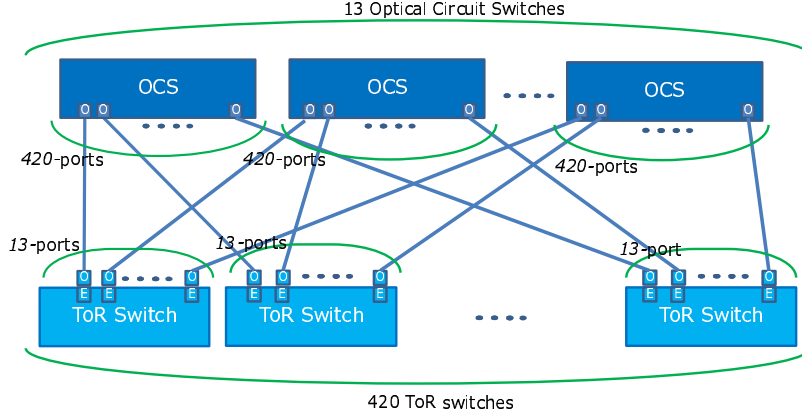 13 Optical Circuit Switches
OCS OCS OCS
O O O O O O O O O
420-ports 420-ports 420-ports
13-ports 13-ports 13-port
O O O O O O O O O
E E E E E E E E E
ToR Switch ToR Switch ToR Switch
420 ToR switches